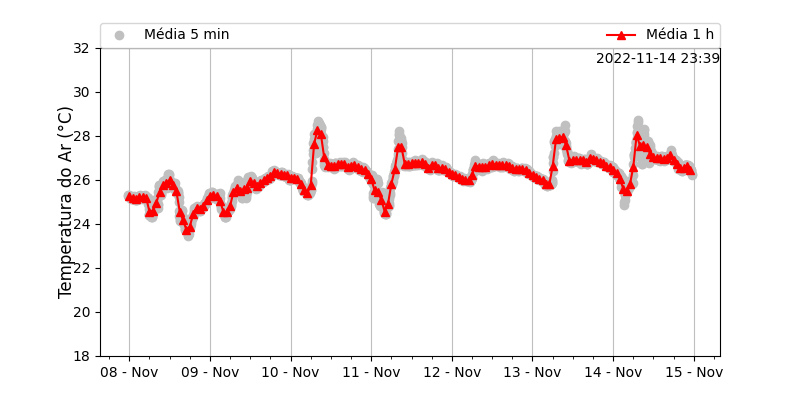 Média 5 min
Média 1 h
2022-11-14 23:39
Temperatura do Ar (°C)
32
30
28
26
24
22
20
18
08 - Nov
09 - Nov
10 - Nov
11 - Nov
12 - Nov
13 - Nov
14 - Nov
15 - Nov